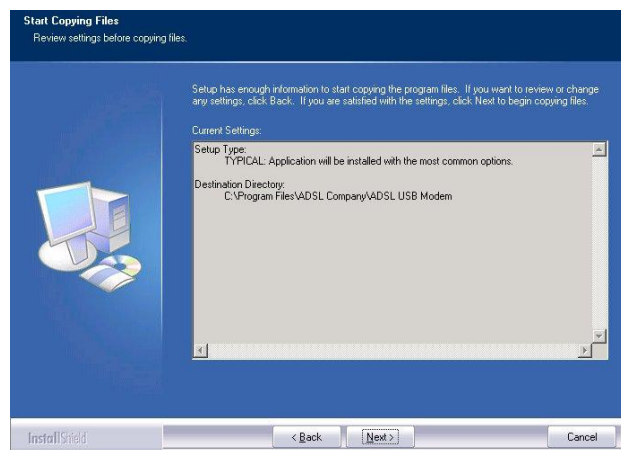 Start Copying Files
Review settings before copying files.
Setup has enough information to start copying the program files. If you want to review or change
any settings, click Back. If you are satisfied with the settings, click Next to begin copying files.
Current Settings:
Setup Type:
TYPICAL: Application will be installed with the most common options.
Destination Directory:
C:\Program Files\ADSL Company\ADSL USB Modem
InstallShield
< Back
Next >
Cancel